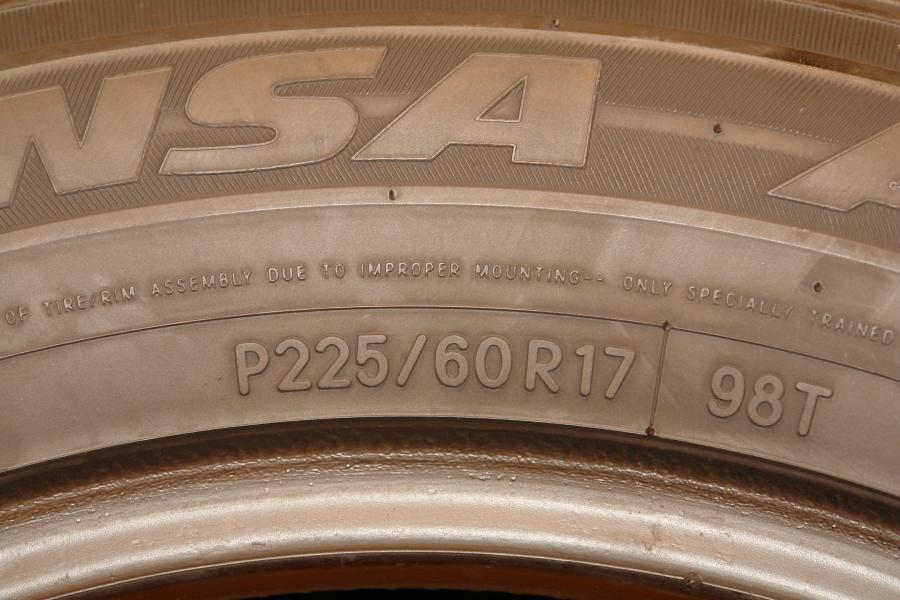 NSA A
OF TIRE/RIM ASSEMBLY DUE TO IMPROPER MOUNTING-- ONLY SPECIALLY TRAINED
P225/60R17 98T